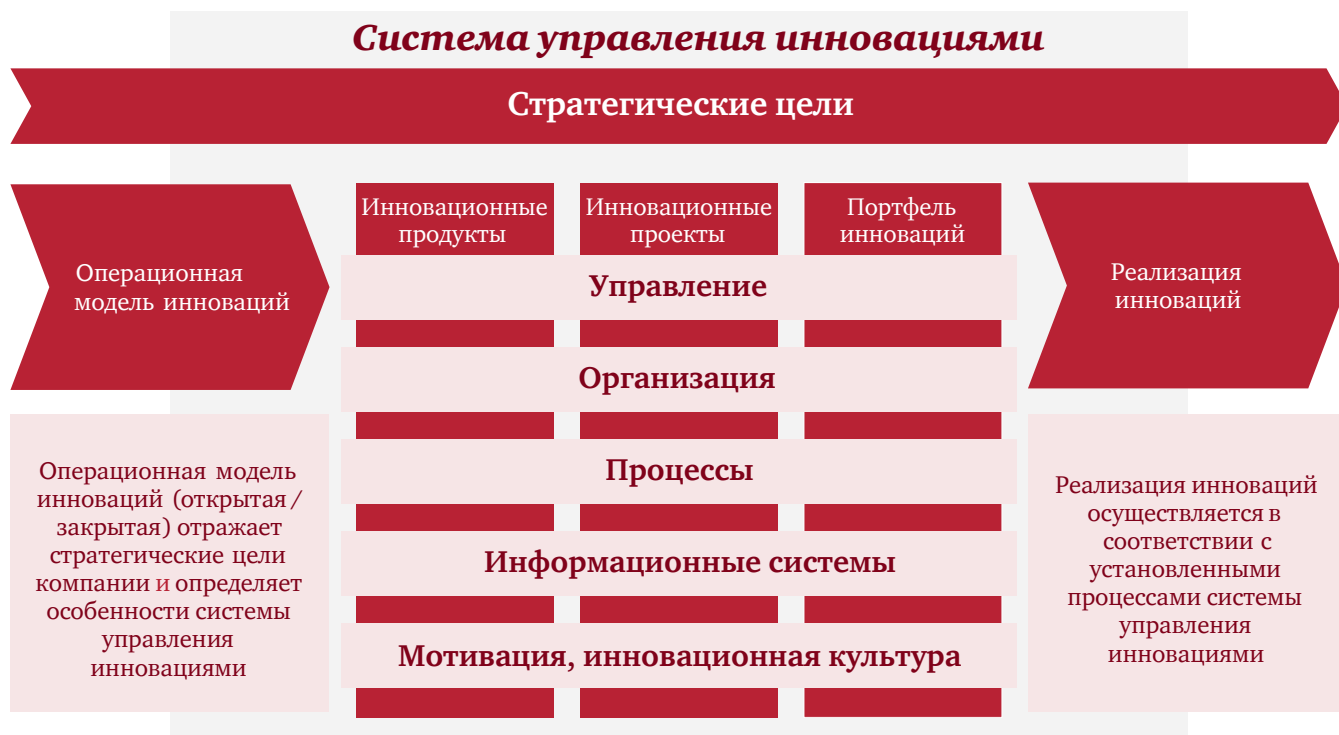 Система управления инновациями
Стратегические цели
Операционная
модель инноваций
Инновационные
продукты
Инновационные
проекты
Портфель
инноваций
Реализация
инноваций
Управление
Организация
Процессы
Информационные системы
Мотивация, инновационная культура
Операционная модель
инноваций (открытая /
закрытая) отражает
стратегические цели
компании и определяет
особенности системы
управления
инновациями
Реализация инноваций
осуществляется в
соответствии с
установленными
процессами системы
управления
инновациями